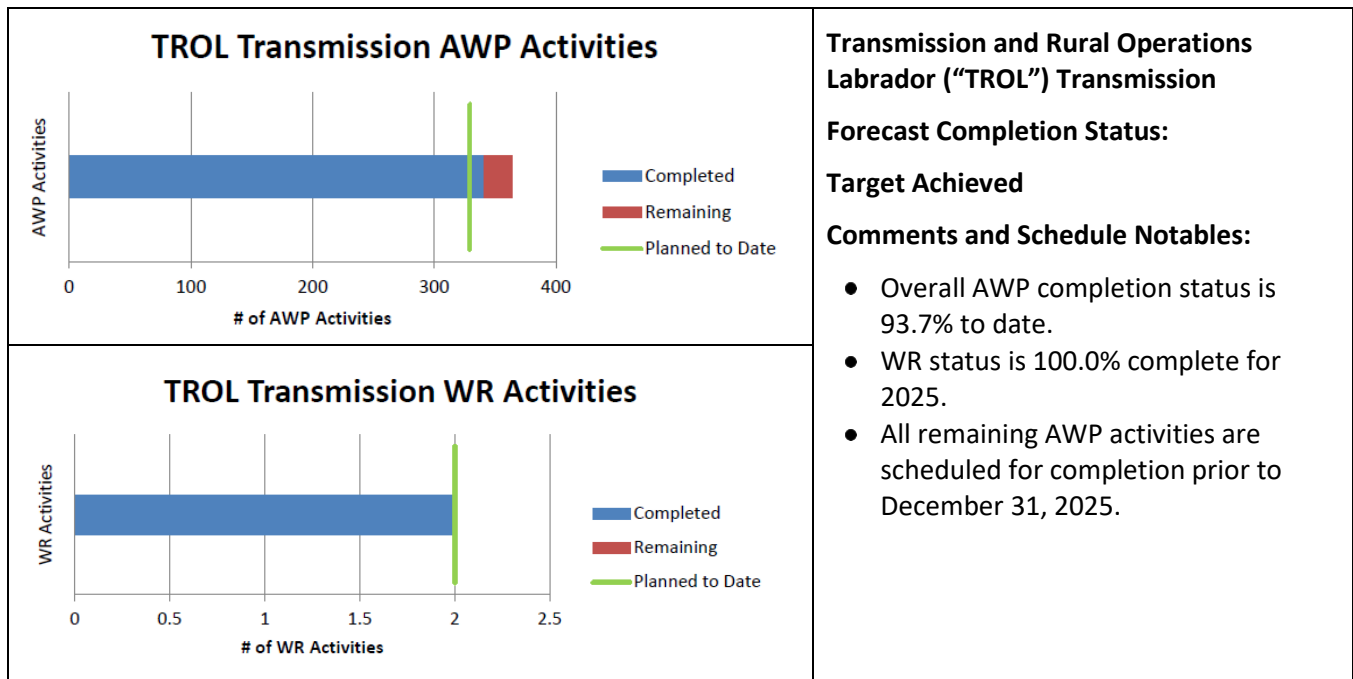 TROL Transmission AWP Activities
AWP Activities
Completed
Remaining
Planned to Date
0 100 200 300 400
# of AWP Activities
TROL Transmission WR Activities
WR Activities
Completed
Remaining
Planned to Date
0 0.5 1 1.5 2 2.5
# of WR Activities
Transmission and Rural Operations
Labrador (“TROL”) Transmission
Forecast Completion Status:
Target Achieved
Comments and Schedule Notables:
● Overall AWP completion status is
93.7% to date.
● WR status is 100.0% complete for
2025.
● All remaining AWP activities are
scheduled for completion prior to
December 31, 2025.